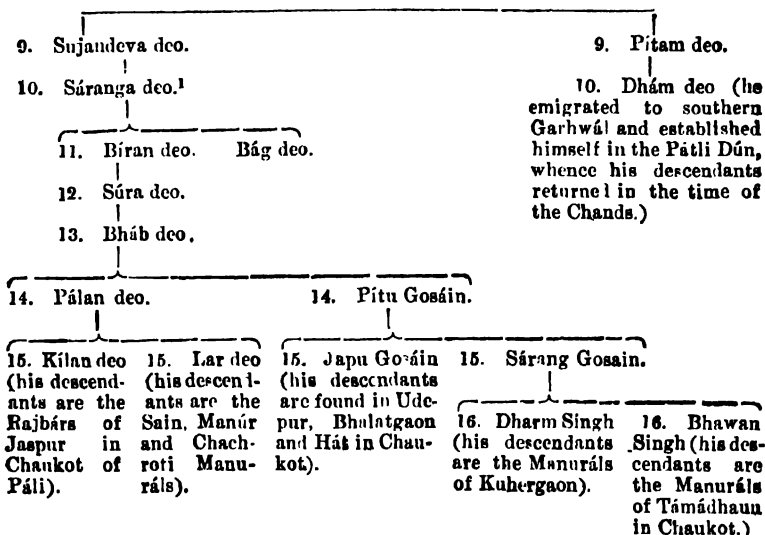 9. Sujandeva deo.
9. Pítam deo.
10. Sáranga deo.¹
10. Dhám deo (he
emigrated to southern
Garhwál and established
himself in the Pátli Dún,
whence his descendants
returned in the time of
the Chands.)
11. Bíran deo. Bág deo.
12. Súra deo.
13. Bháb deo.
14. Pálan deo.
14. Pítu Gosáin.
15. Kílan deo
(his descend-
ants are the
Rajbárs of
Jaspur in
Chaukot of
Páli).
15. Lar deo
(his descend-
ants are the
Sain, Manúr
and Chach-
roti Manu-
ráls).
15. Japu Gosáin
(his descendants
are found in Ude-
pur, Bhalatgaon
and Hát in Chau-
kot).
15. Sárang Gosain.
16. Dharm Singh
(his descendants
are the Manuráls
of Kuhergaon).
16. Bhawan
Singh (his des-
cendants are
the Manuráls
of Támádhaun
in Chaukot.)